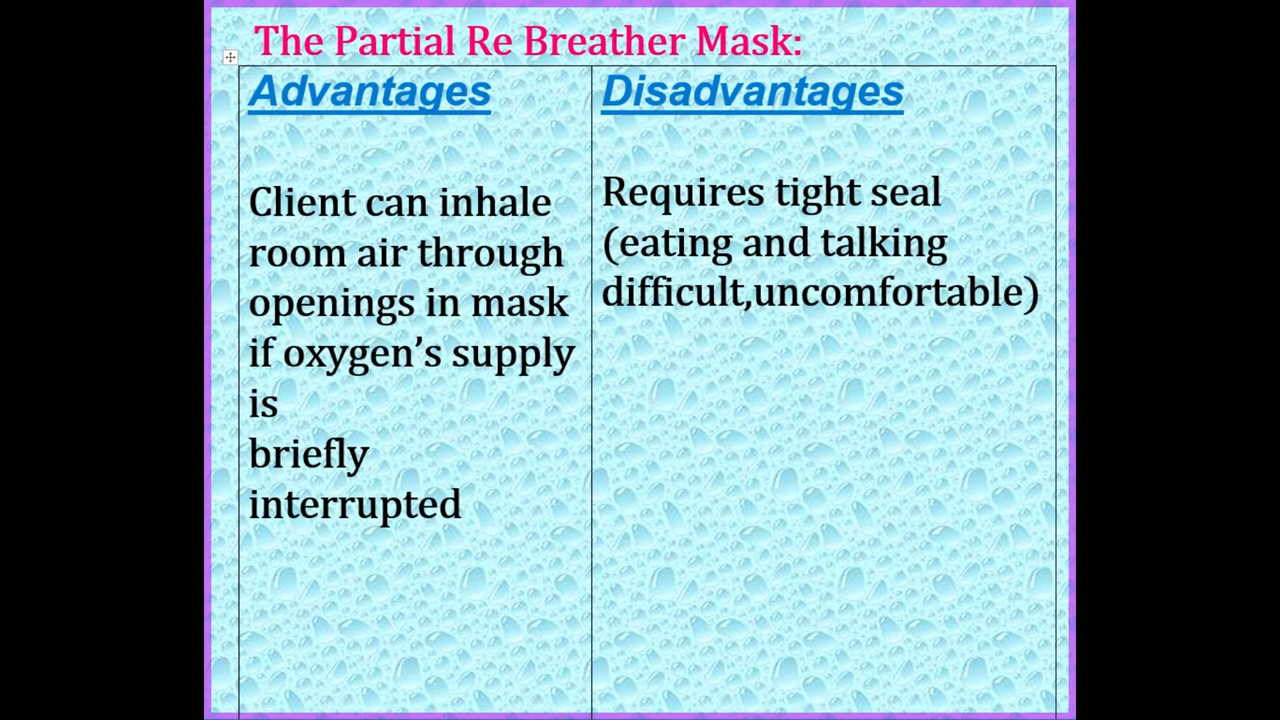 The Partial Re Breather Mask:
Advantages
Client can inhale
room air through
openings in mask
if oxygen’s supply
is
briefly
interrupted
Disadvantages
Requires tight seal
(eating and talking
difficult,uncomfortable)